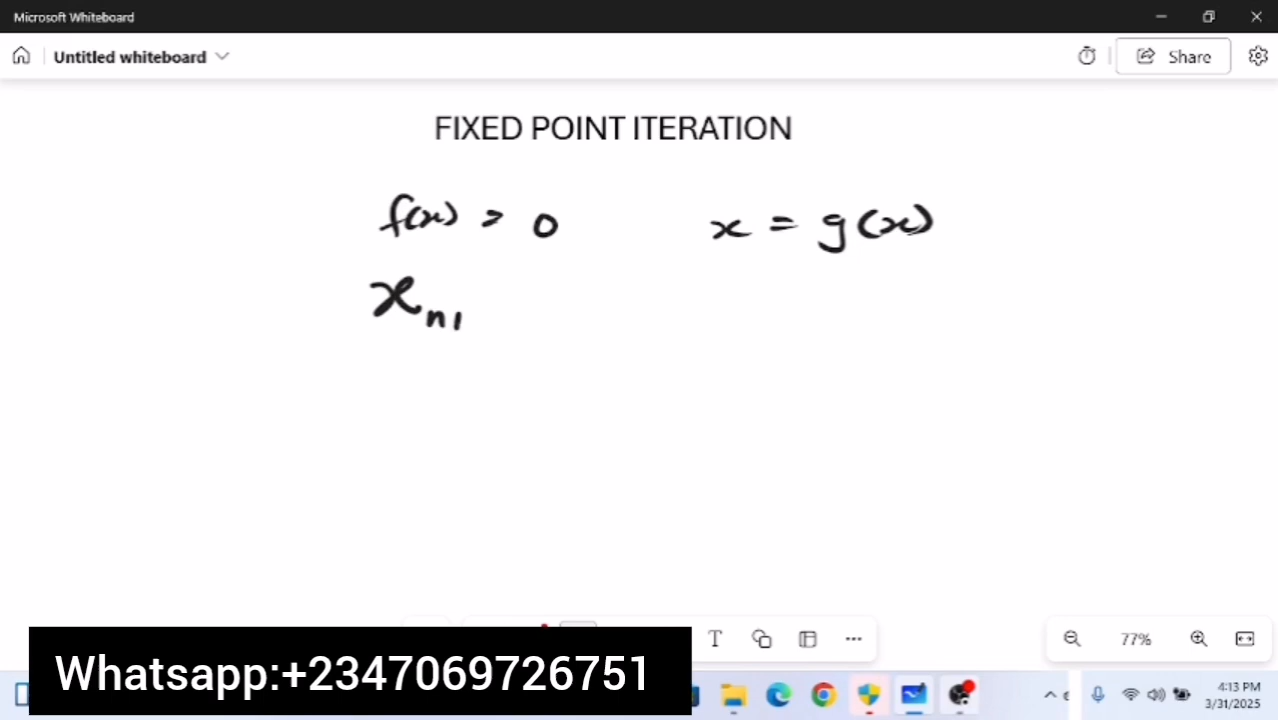 Microsoft Whiteboard
Untitled whiteboard
Share
FIXED POINT ITERATION
f(x) = 0 x = g(x)
x n1
T
77%
Whatsapp:+2347069726751
4:13 PM
3/31/2025